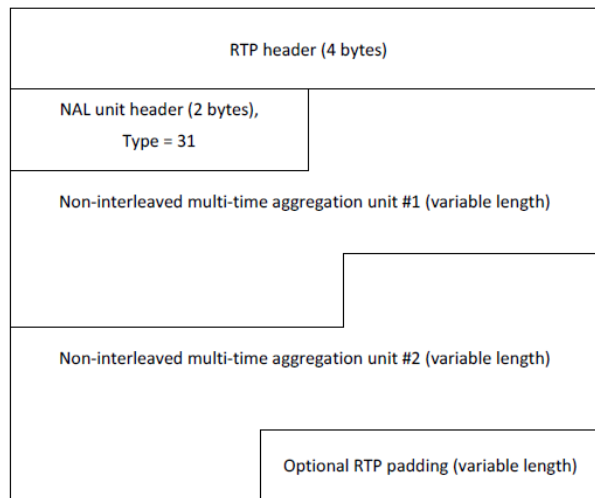 RTP header (4 bytes)
NAL unit header (2 bytes),
Type = 31
Non-interleaved multi-time aggregation unit #1 (variable length)
Non-interleaved multi-time aggregation unit #2 (variable length)
Optional RTP padding (variable length)